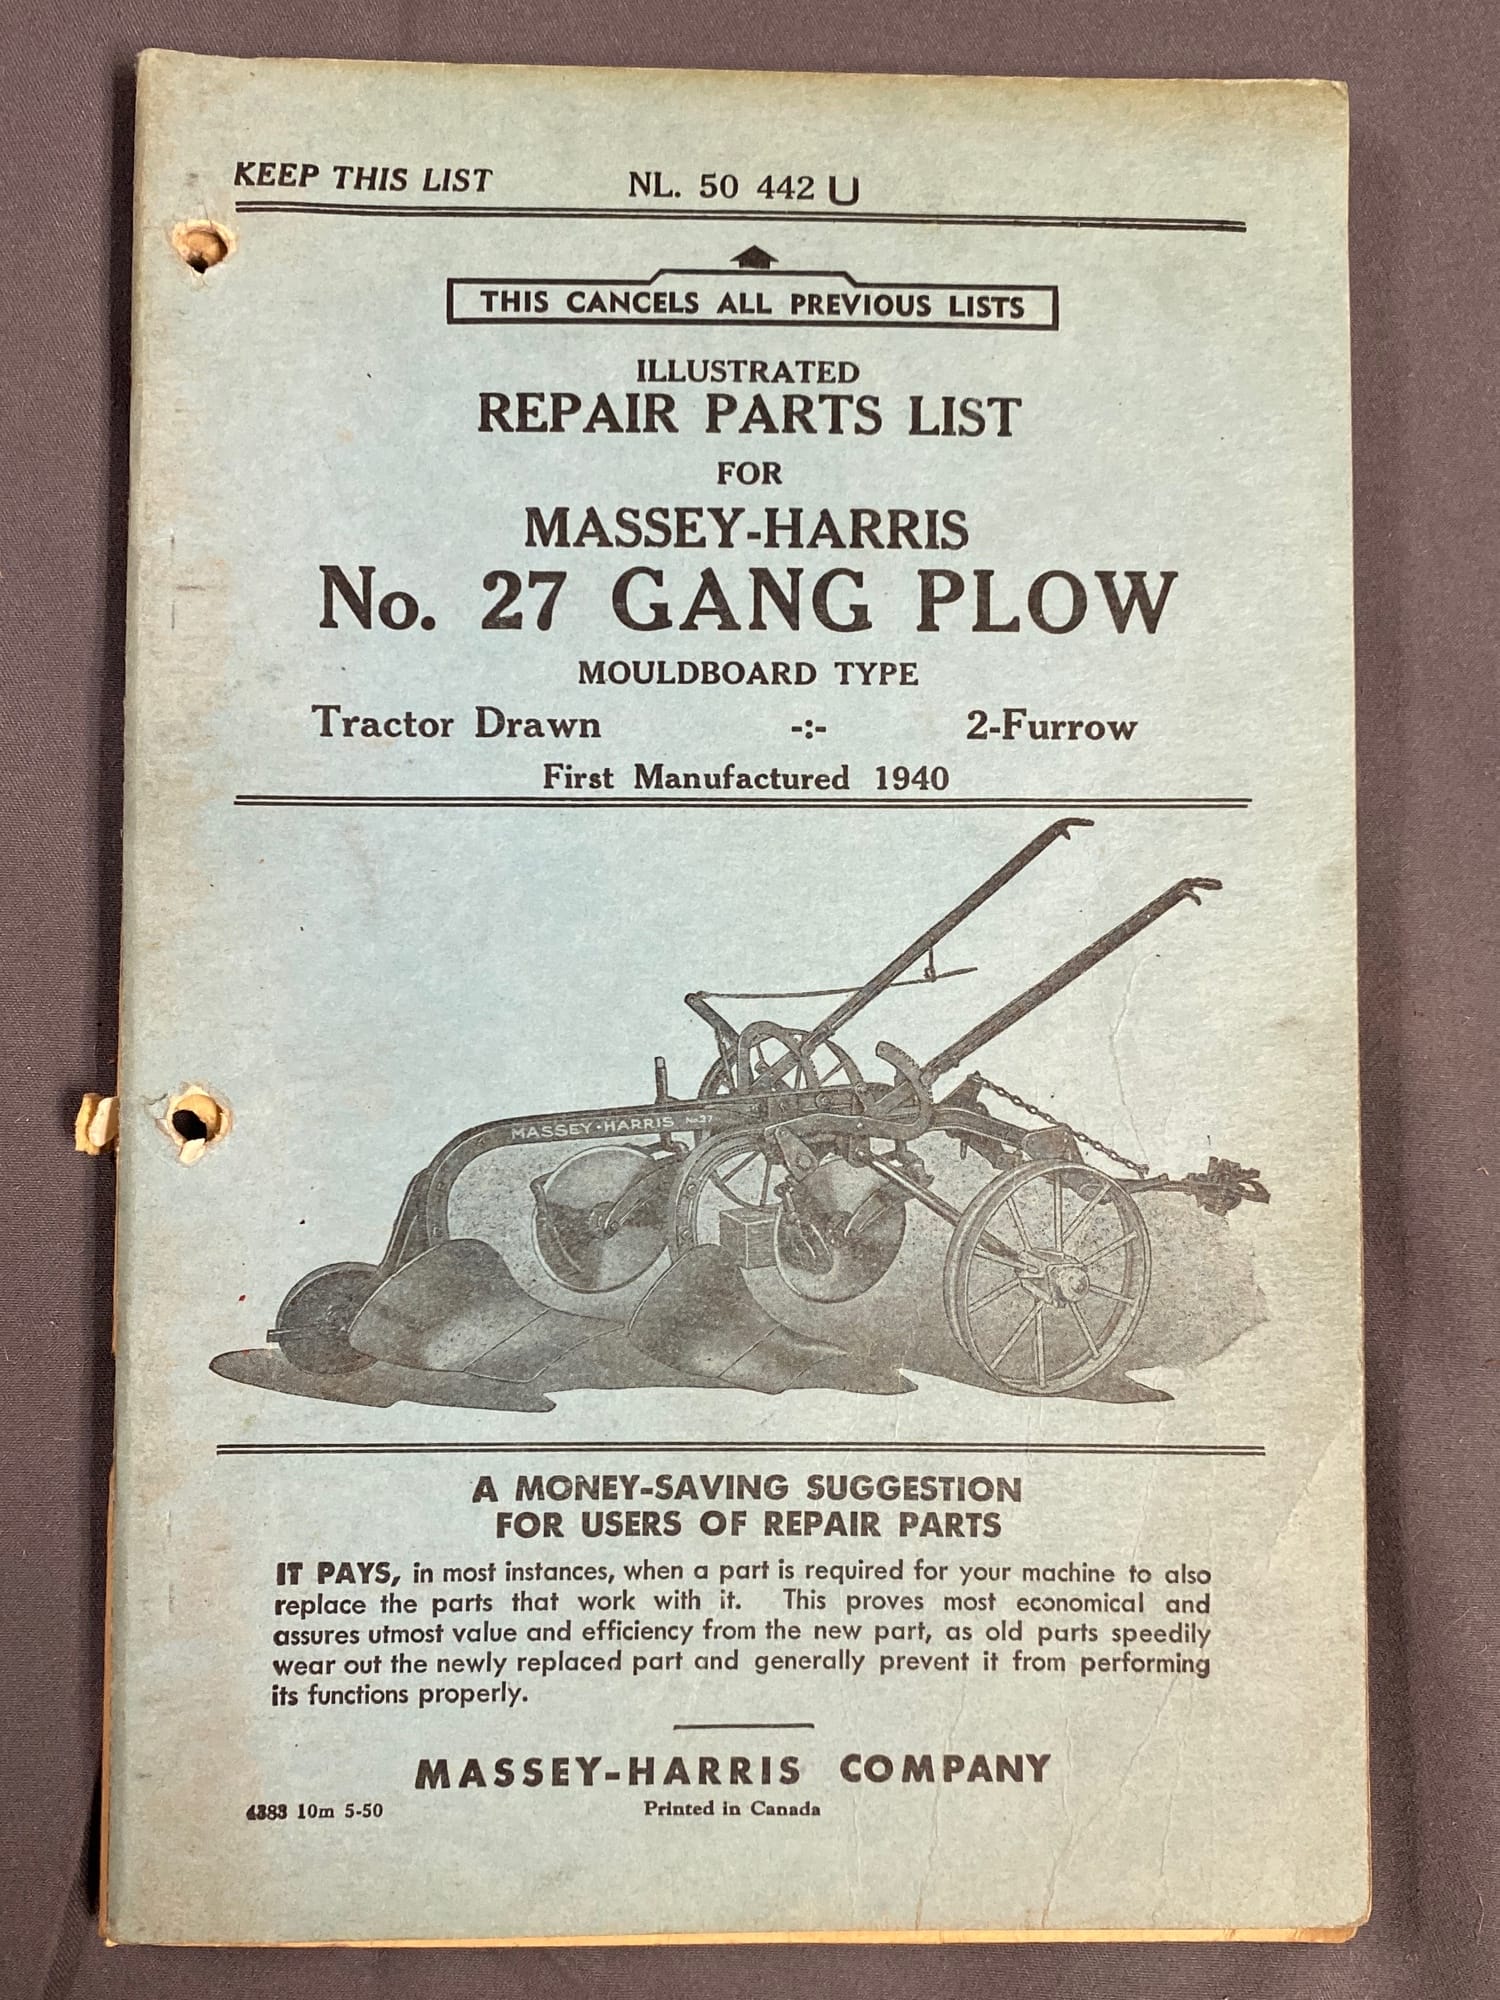 KEEP THIS LIST NL. 50 442 U
THIS CANCELS ALL PREVIOUS LISTS
ILLUSTRATED
REPAIR PARTS LIST
FOR
MASSEY-HARRIS
No. 27 GANG PLOW
MOULDBOARD TYPE
Tractor Drawn -:- 2-Furrow
First Manufactured 1940
MASSEY·HARRIS No 27
A MONEY-SAVING SUGGESTION
FOR USERS OF REPAIR PARTS
IT PAYS, in most instances, when a part is required for your machine to also
replace the parts that work with it. This proves most economical and
assures utmost value and efficiency from the new part, as old parts speedily
wear out the newly replaced part and generally prevent it from performing
its functions properly.
MASSEY-HARRIS COMPANY
4383 10m 5-50 Printed in Canada